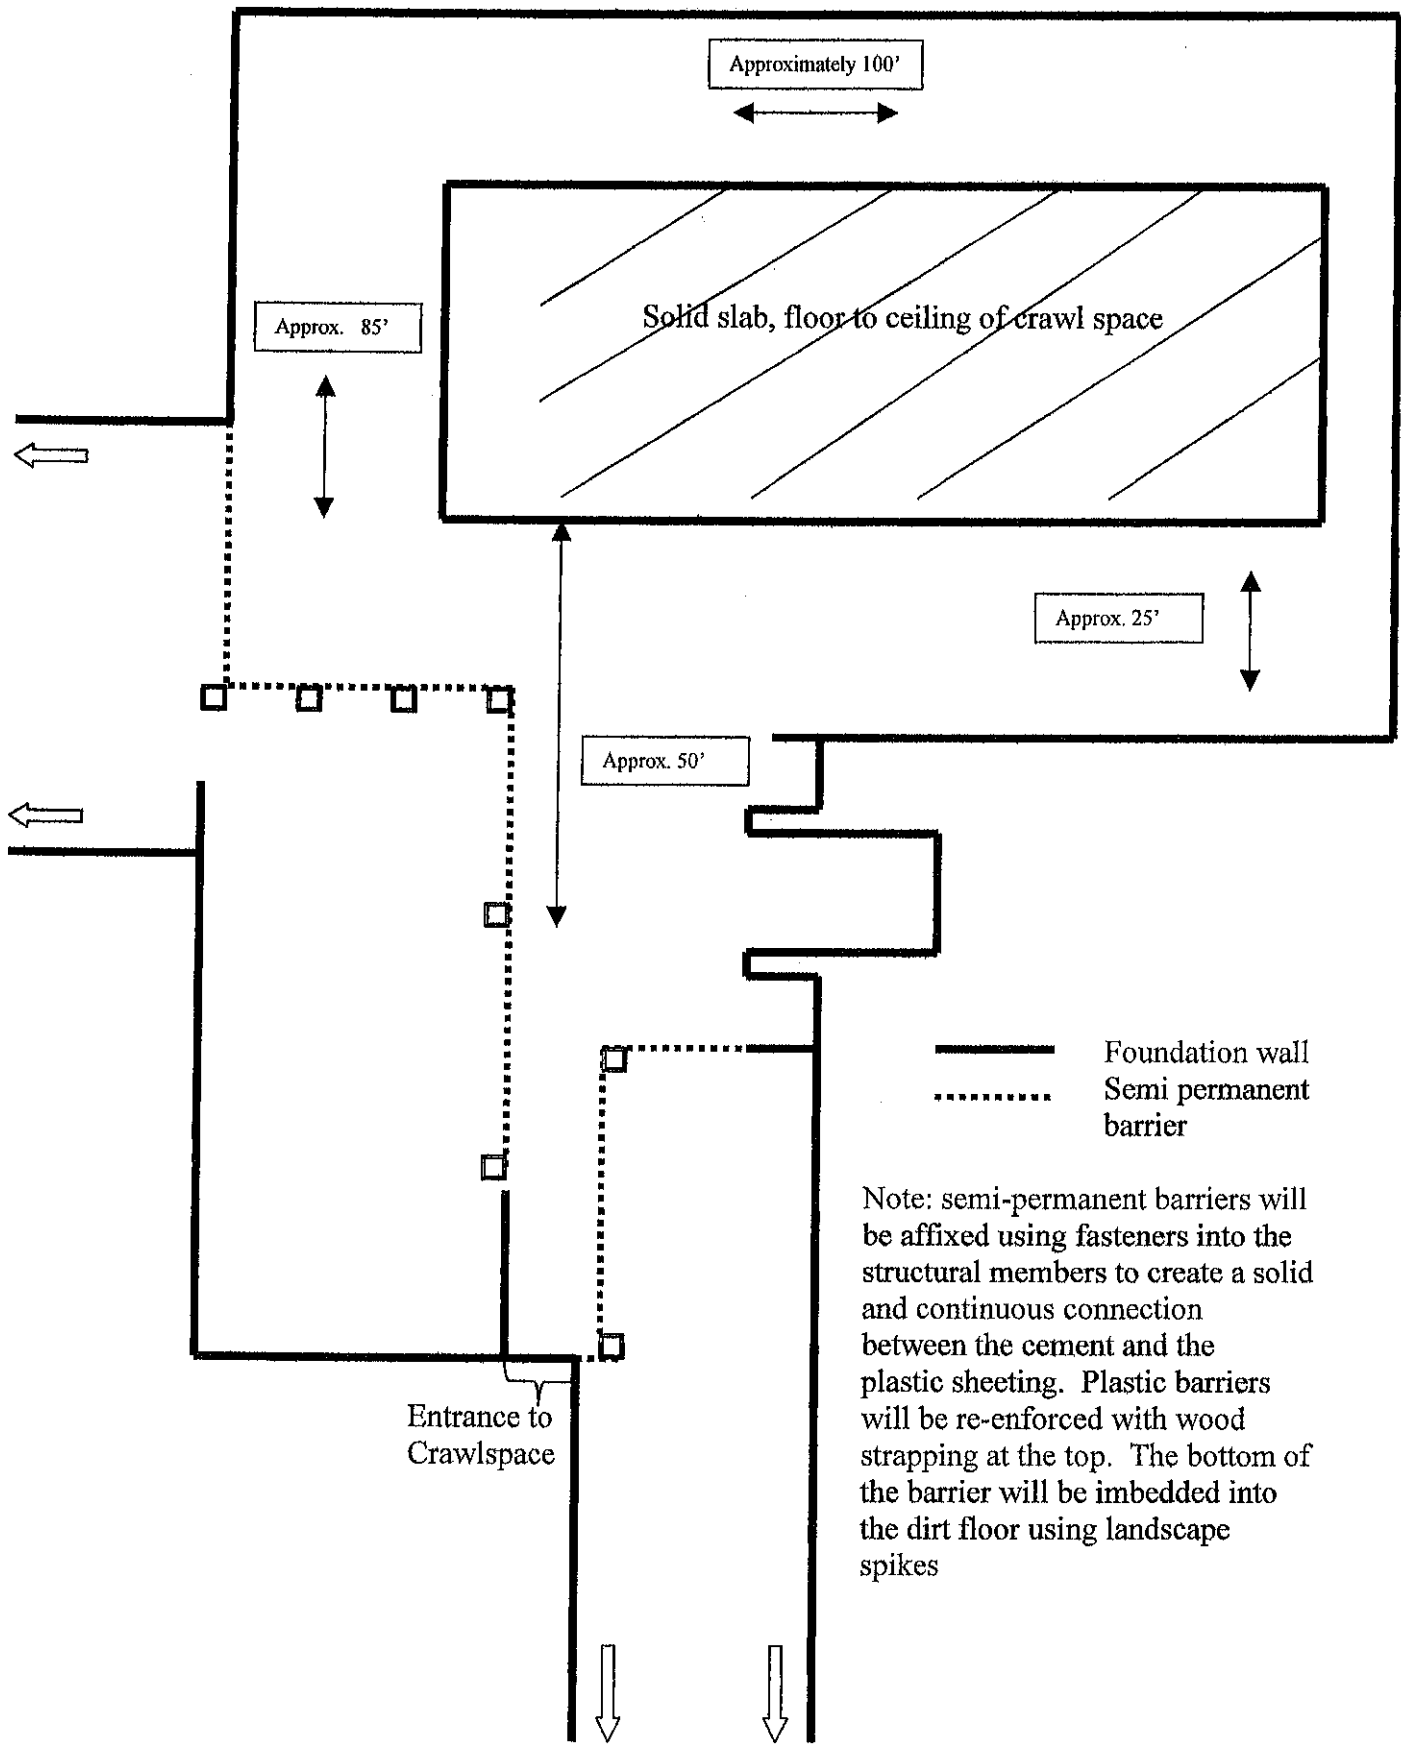 Approximately 100’
Solid slab, floor to ceiling of crawl space
Approx. 85’
Approx. 25’
Approx. 50’
Foundation wall
Semi permanent
barrier
Note: semi-permanent barriers will
be affixed using fasteners into the
structural members to create a solid
and continuous connection
between the cement and the
plastic sheeting. Plastic barriers
will be re-enforced with wood
strapping at the top. The bottom of
the barrier will be imbedded into
the dirt floor using landscape
spikes
Entrance to
Crawlspace